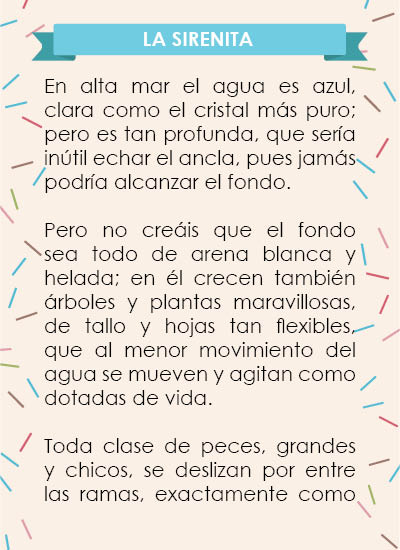 LA SIRENITA
En alta mar el agua es azul,
clara como el cristal más puro;
pero es tan profunda, que sería
inútil echar el ancla, pues jamás
podría alcanzar el fondo.
Pero no creáis que el fondo
sea todo de arena blanca y
helada; en él crecen también
árboles y plantas maravillosas,
de tallo y hojas tan flexibles,
que al menor movimiento del
agua se mueven y agitan como
dotadas de vida.
Toda clase de peces, grandes
y chicos, se deslizan por entre
las ramas, exactamente como